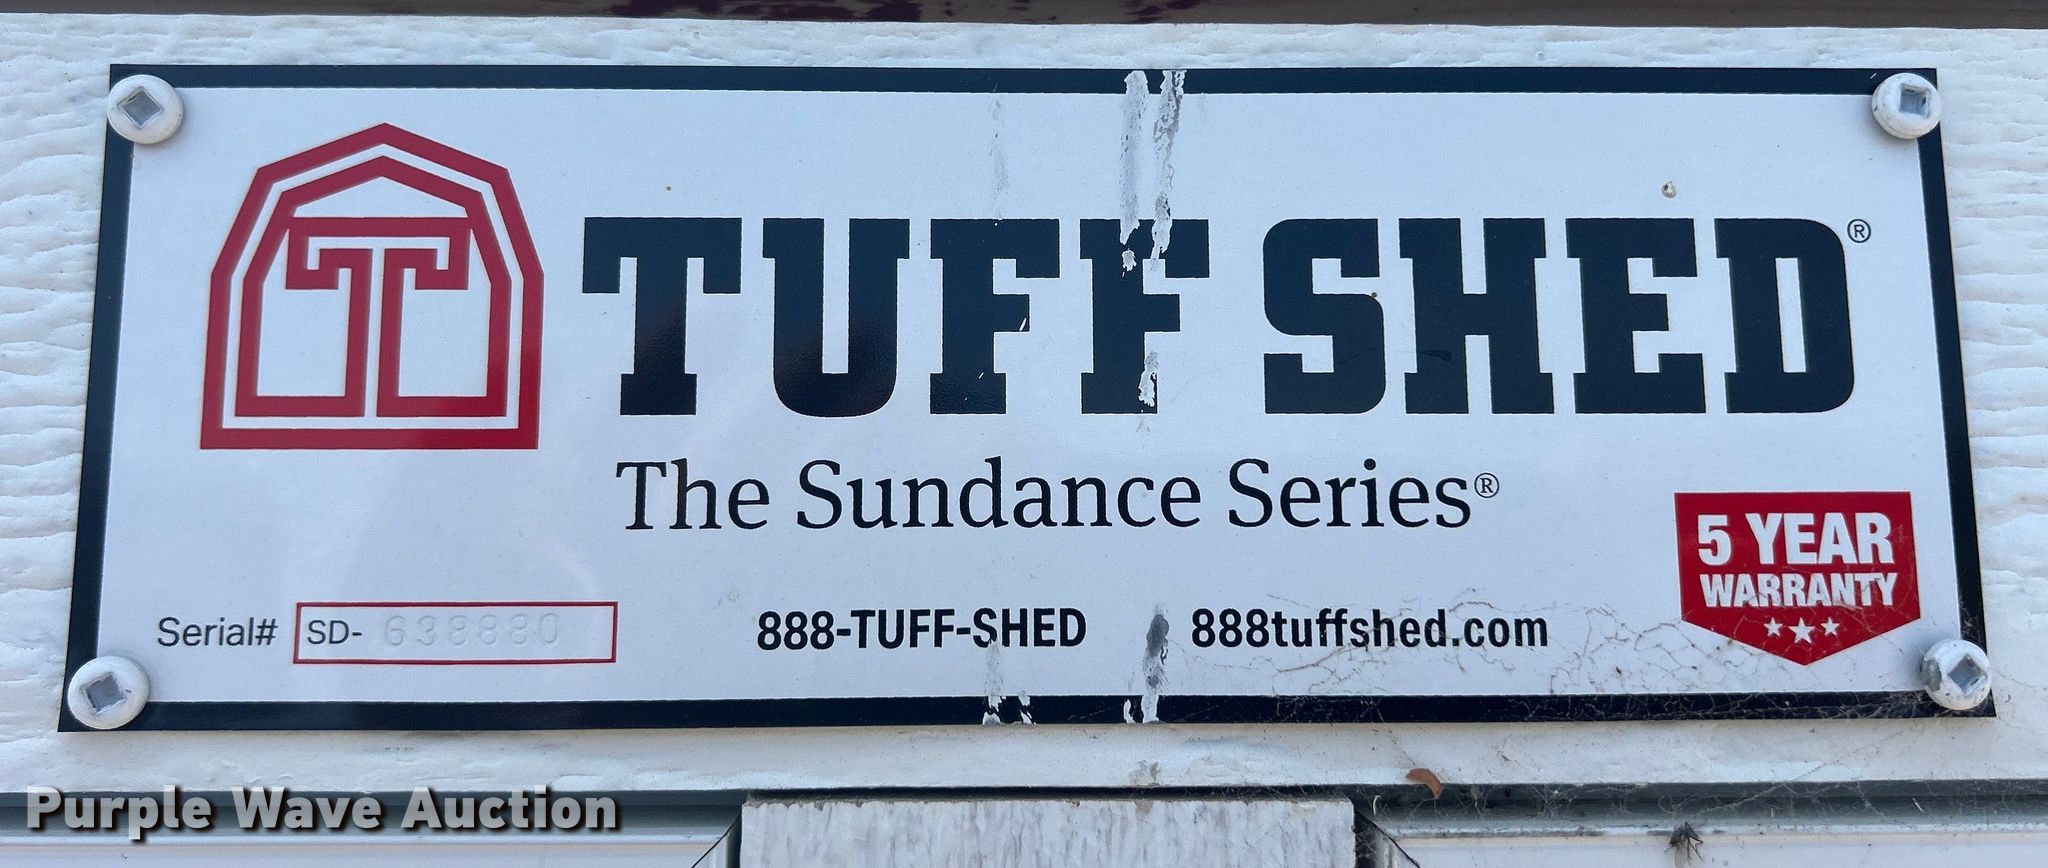 TUFF SHED®
The Sundance Series®
5 YEAR
WARRANTY
Serial# SD- 638880
888-TUFF-SHED 888tuffshed.com
Purple Wave Auction